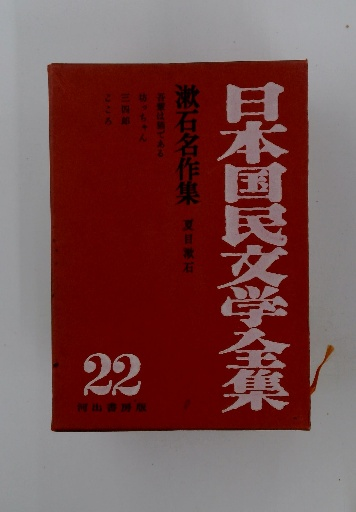 日本国民文学全集
漱石名作集 夏目漱石
吾輩は猫である
坊っちゃん
三四郎
こころ
22
河出書房版